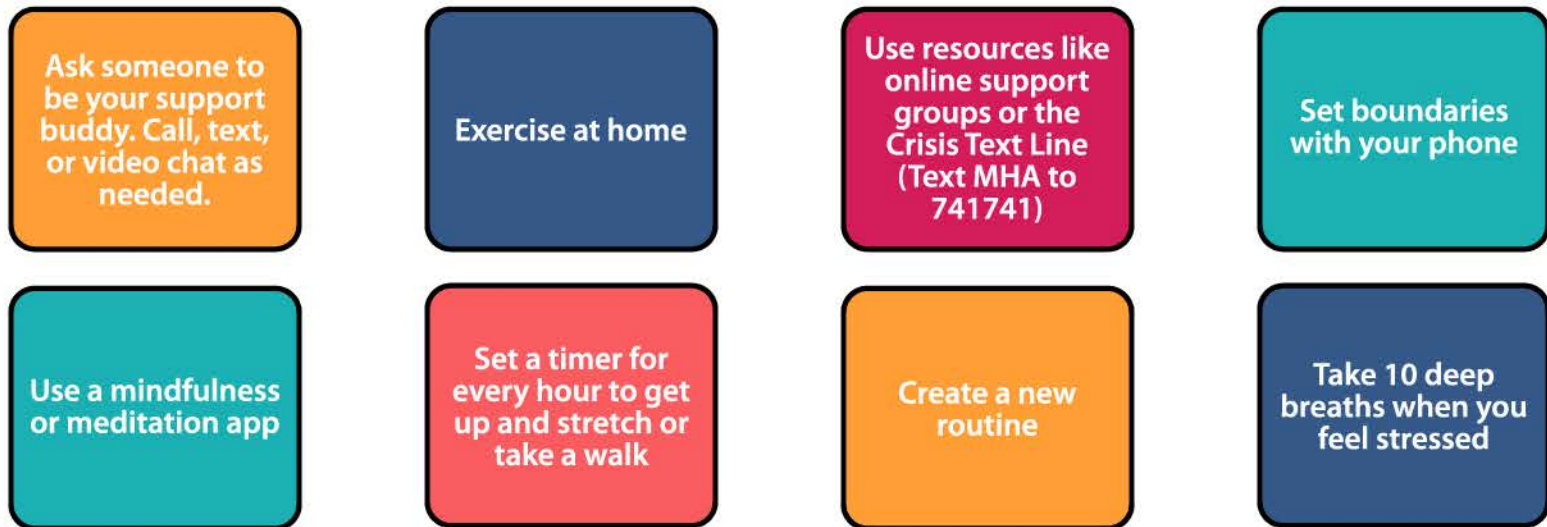 Ask someone to
be your support
buddy. Call, text,
or video chat as
needed.
Exercise at home
Use resources like
online support
groups or the
Crisis Text Line
(Text MHA to
741741)
Set boundaries
with your phone
Use a mindfulness
or meditation app
Set a timer for
every hour to get
up and stretch or
take a walk
Create a new
routine
Take 10 deep
breaths when you
feel stressed